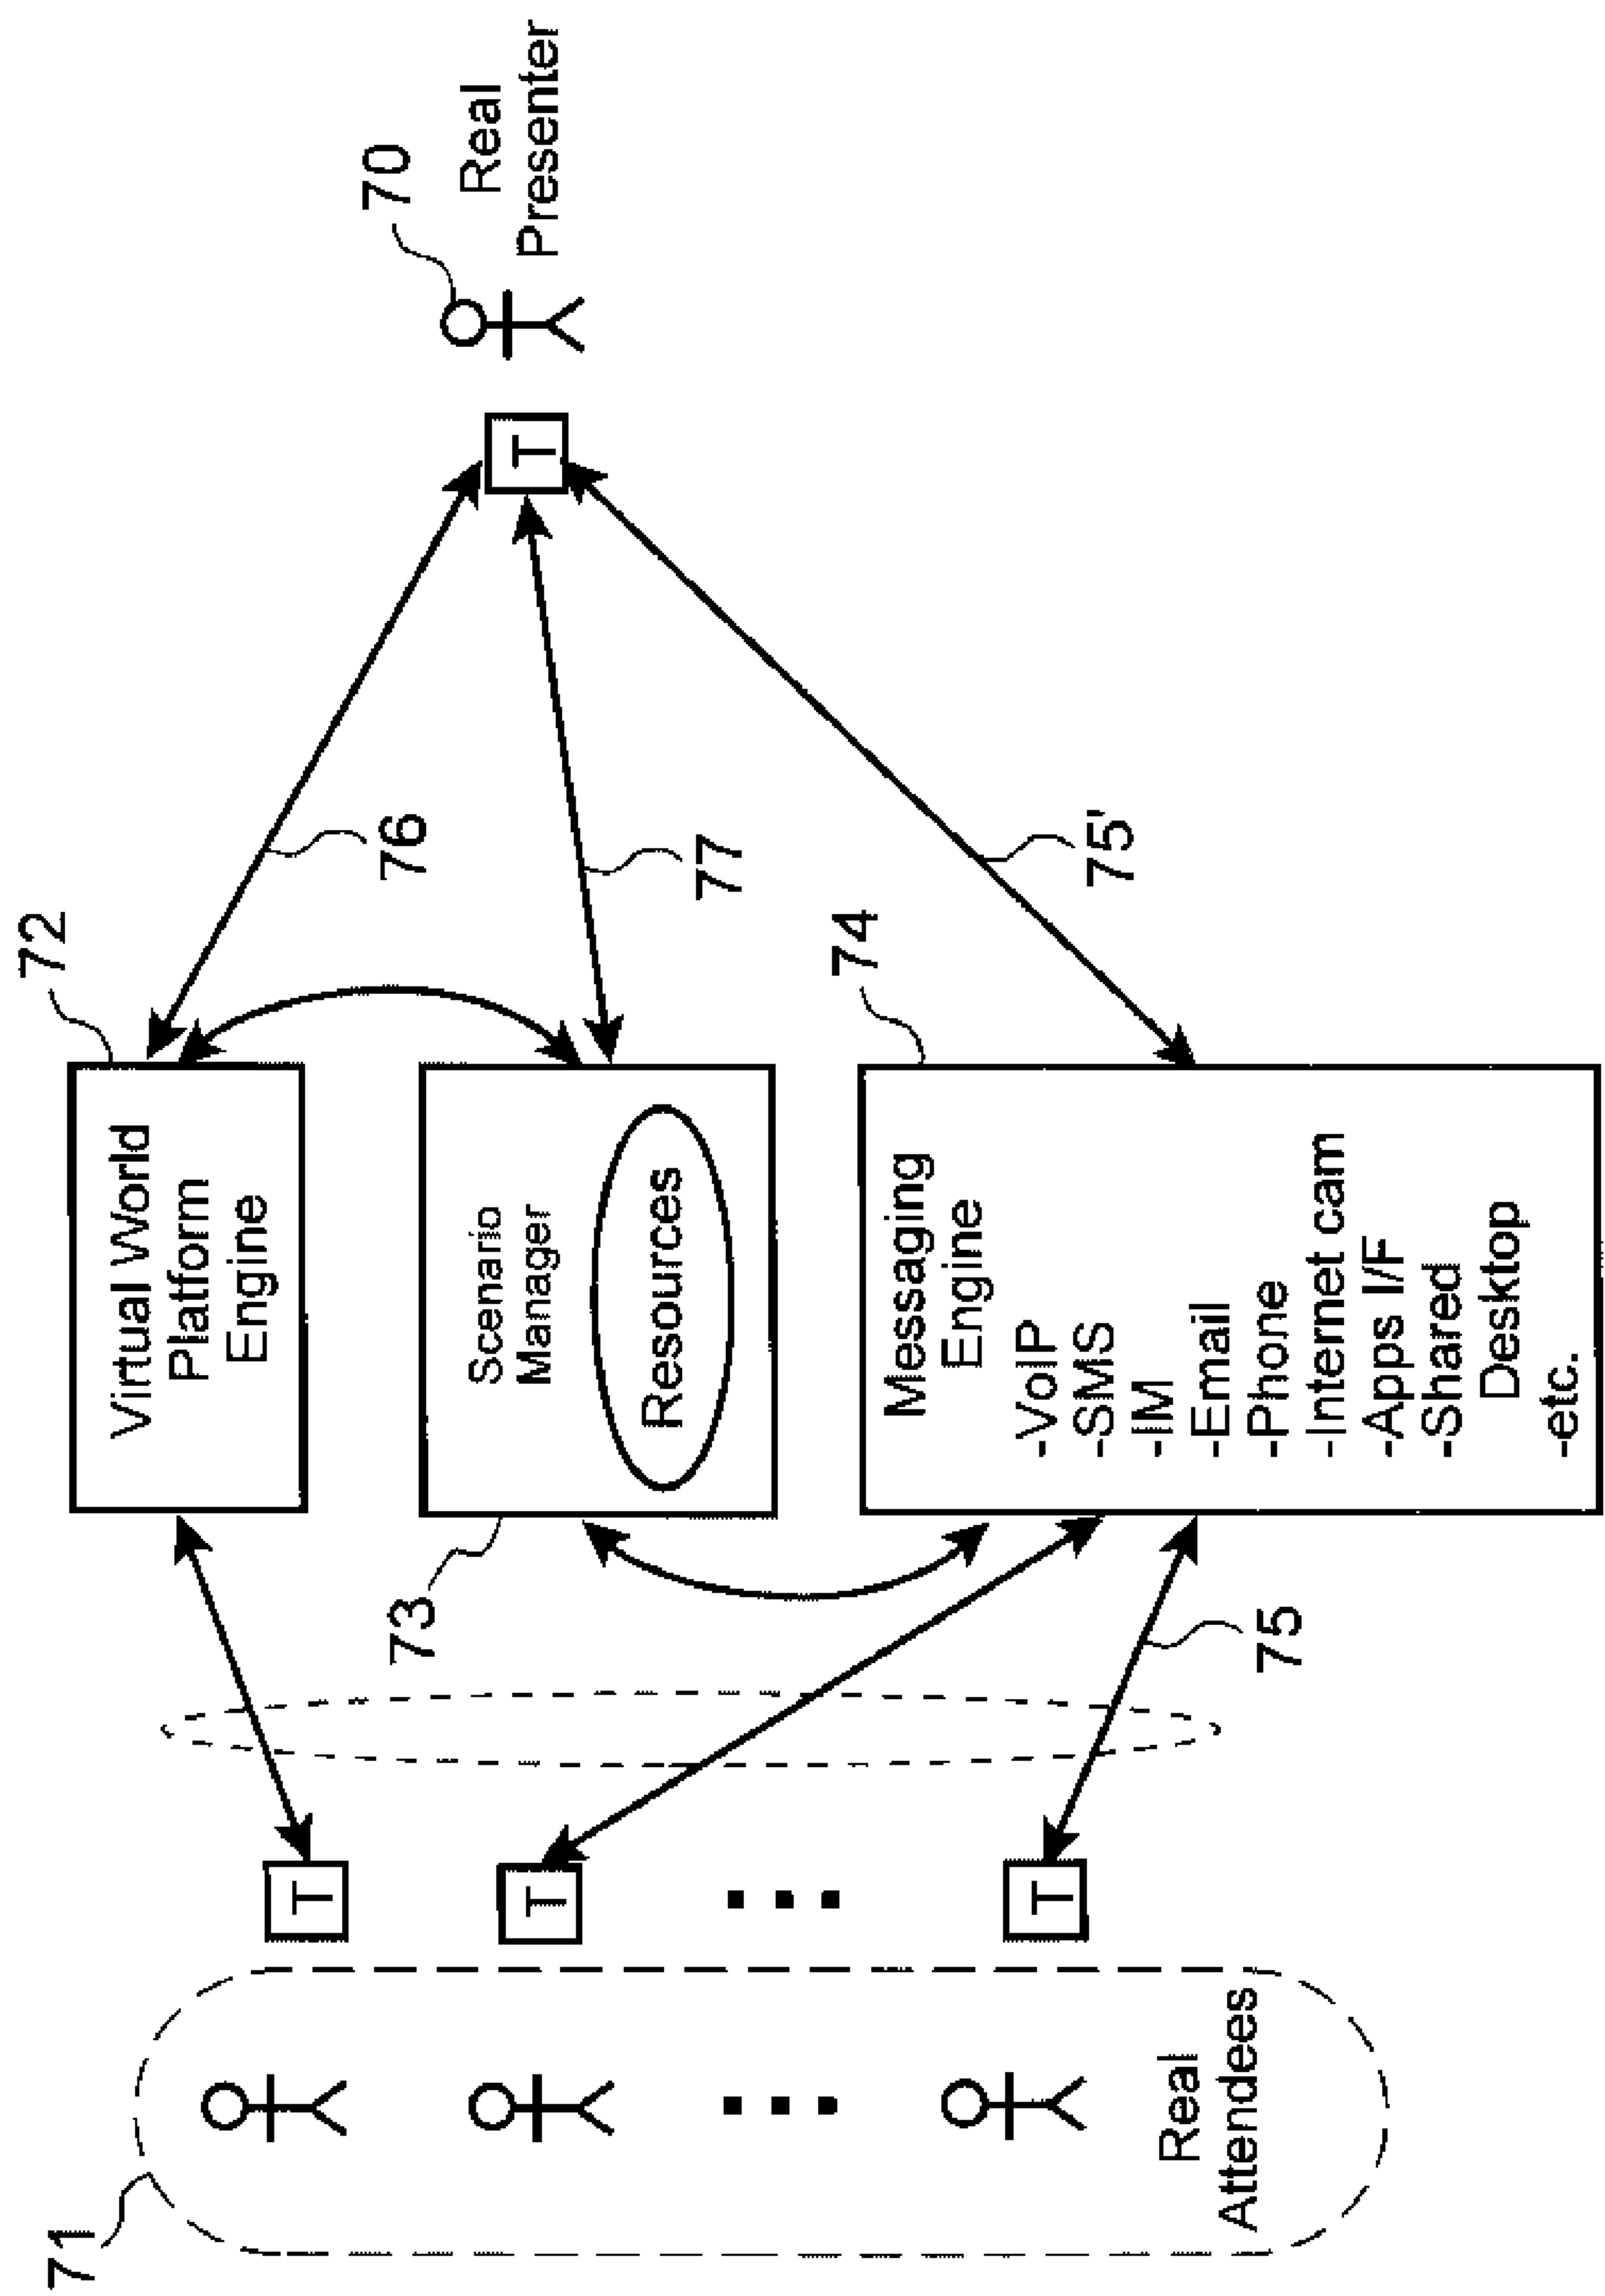 71
Real
Attendees
T
T
T
75
73
72
Virtual World
Platform
Engine
Scenario
Manager
Resources
74
Messaging
Engine
-VoIP
-SMS
-IM
-Email
-Phone
-Internet cam
-Apps I/F
-Shared
Desktop
-etc.
76
77
75'
T
70
Real
Presenter